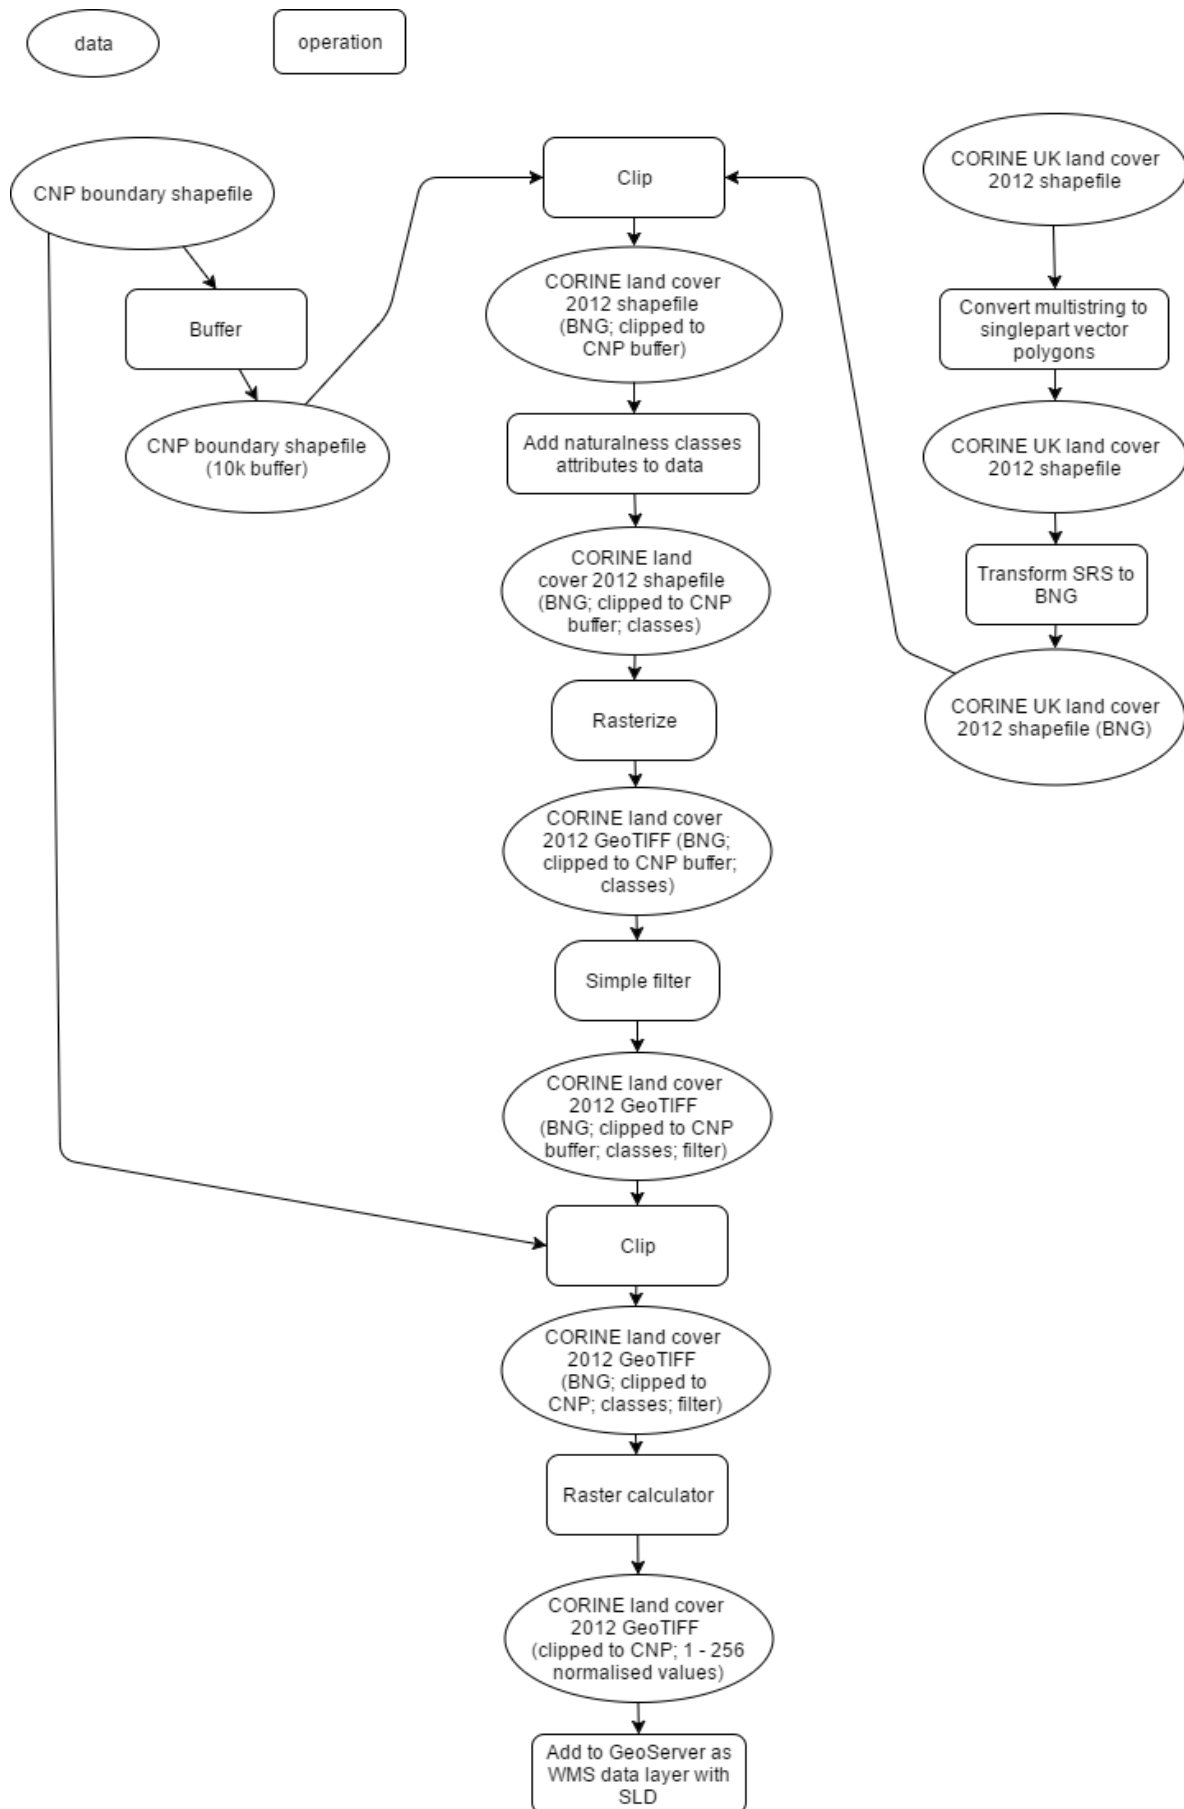 data
operation
CNP boundary shapefile
Buffer
CNP boundary shapefile
(10k buffer)
Clip
CORINE land cover
2012 shapefile
(BNG; clipped to
CNP buffer)
Add naturalness classes
attributes to data
CORINE land
cover 2012 shapefile
(BNG; clipped to CNP
buffer; classes)
Rasterize
CORINE land cover
2012 GeoTIFF (BNG;
clipped to CNP buffer;
classes)
Simple filter
CORINE land cover
2012 GeoTIFF
(BNG; clipped to CNP
buffer; classes; filter)
Clip
CORINE land cover
2012 GeoTIFF
(BNG; clipped to
CNP; classes; filter)
Raster calculator
CORINE land cover
2012 GeoTIFF
(clipped to CNP; 1 - 256
normalised values)
Add to GeoServer as
WMS data layer with
SLD
CORINE UK land cover
2012 shapefile
Convert multistring to
singlepart vector
polygons
CORINE UK land cover
2012 shapefile
Transform SRS to
BNG
CORINE UK land cover
2012 shapefile (BNG)